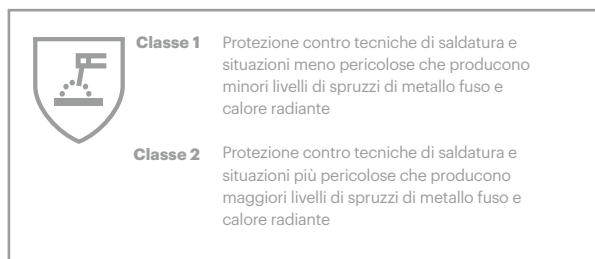 Classe 1 Protezione contro tecniche di saldatura e
situazioni meno pericolose che producono
minori livelli di spruzzi di metallo fuso e
calore radiante
Classe 2 Protezione contro tecniche di saldatura e
situazioni più pericolose che producono
maggiori livelli di spruzzi di metallo fuso e
calore radiante